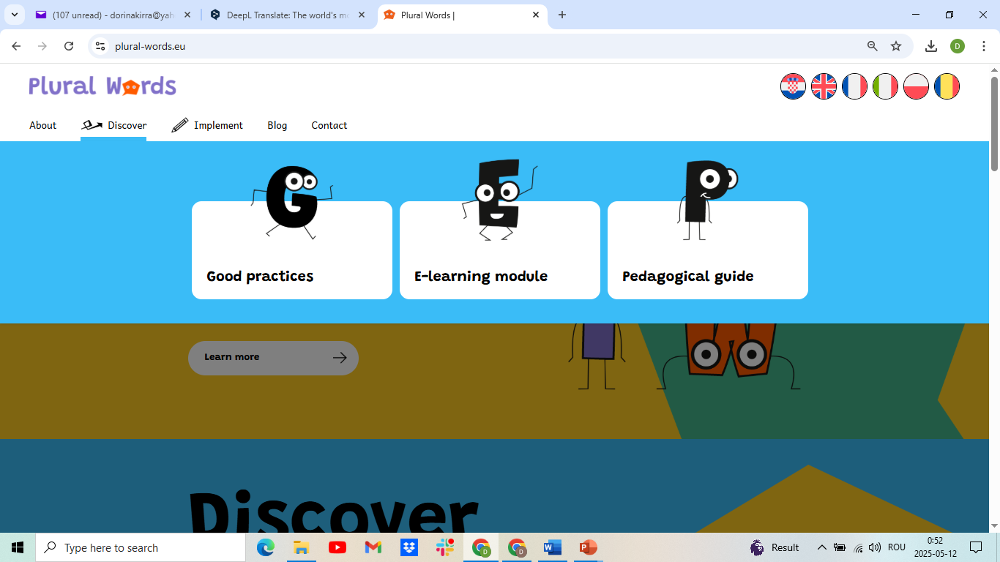 (107 unread) - dorinakirra@yah
DeepL Translate: The world's mo
Plural Words |
plural-words.eu
D
Plural Words
About
Discover
Implement
Blog
Contact
G
E
P
Good practices
E-learning module
Pedagogical guide
Learn more
W
Discover
Type here to search
Result
ROU
0:52
2025-05-12